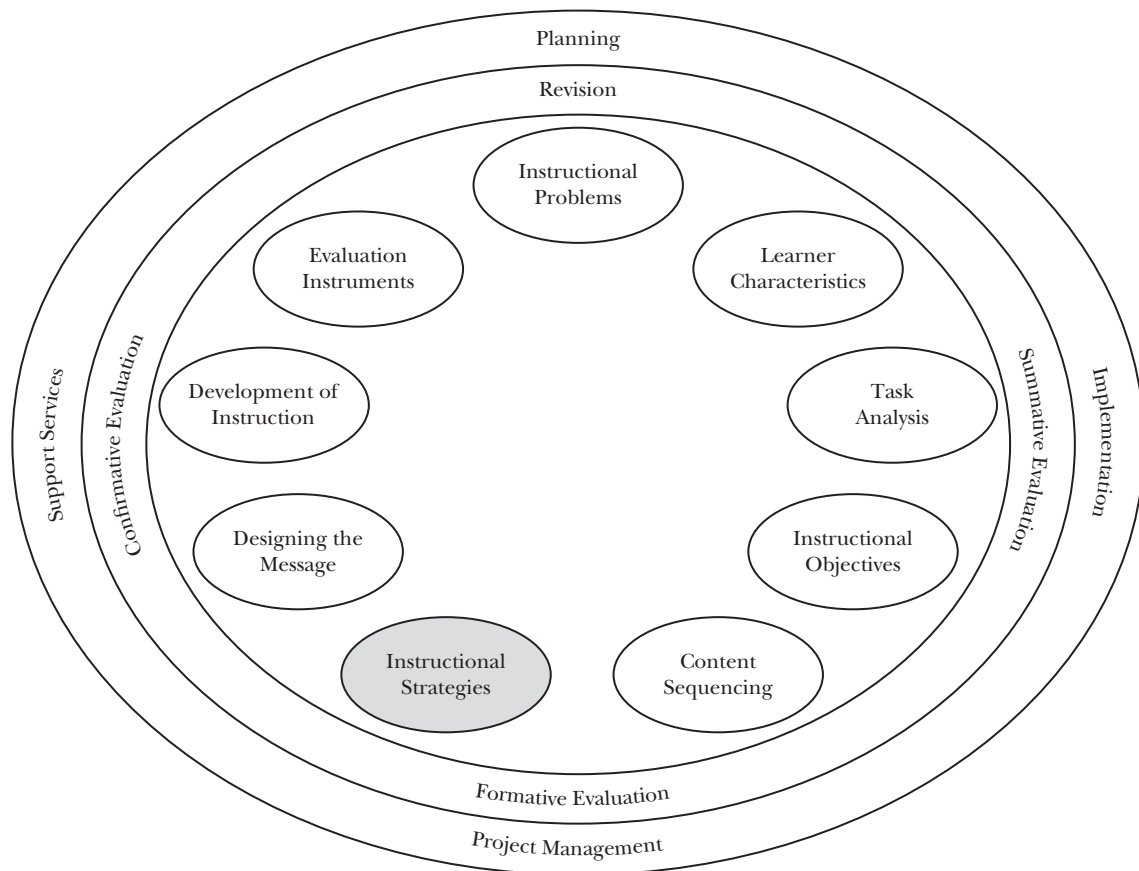 Planning
Revision
Instructional
Problems
Evaluation
Instruments
Learner
Characteristics
Support Services
Confirmative Evaluation
Development of
Instruction
Task
Analysis
Summative Evaluation
Implementation
Designing the
Message
Instructional
Objectives
Instructional
Strategies
Content
Sequencing
Formative Evaluation
Project Management